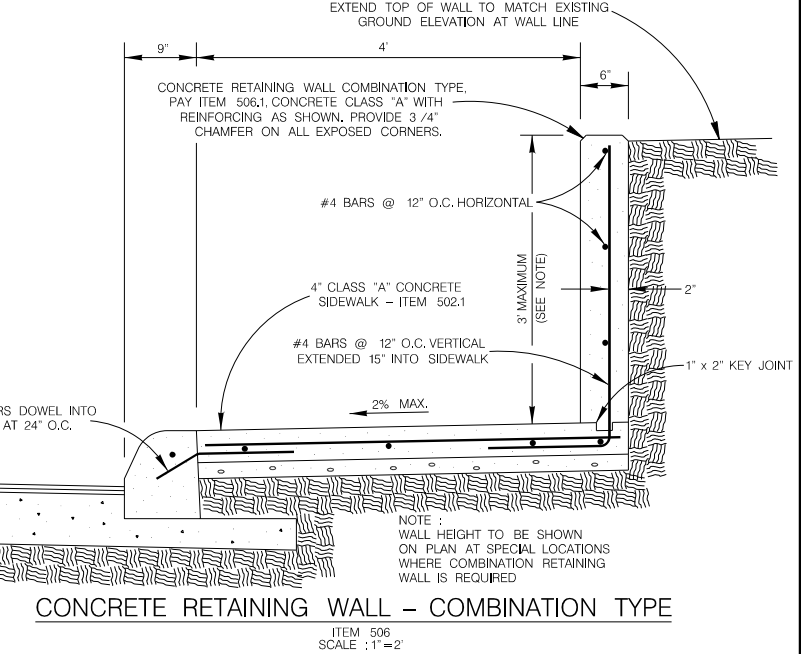 EXTEND TOP OF WALL TO MATCH EXISTING
GROUND ELEVATION AT WALL LINE
9"
4'
6"
CONCRETE RETAINING WALL COMBINATION TYPE,
PAY ITEM 506.1, CONCRETE CLASS "A" WITH
REINFORCING AS SHOWN. PROVIDE 3 /4"
CHAMFER ON ALL EXPOSED CORNERS.
#4 BARS @ 12" O.C. HORIZONTAL
3' MAXIMUM
(SEE NOTE)
4" CLASS "A" CONCRETE
SIDEWALK - ITEM 502.1
2"
#4 BARS @ 12" O.C. VERTICAL
EXTENDED 15" INTO SIDEWALK
1" x 2" KEY JOINT
2% MAX.
RS DOWEL INTO
AT 24" O.C.
NOTE :
WALL HEIGHT TO BE SHOWN
ON PLAN AT SPECIAL LOCATIONS
WHERE COMBINATION RETAINING
WALL IS REQUIRED
CONCRETE RETAINING WALL - COMBINATION TYPE
ITEM 506
SCALE : 1"=2'